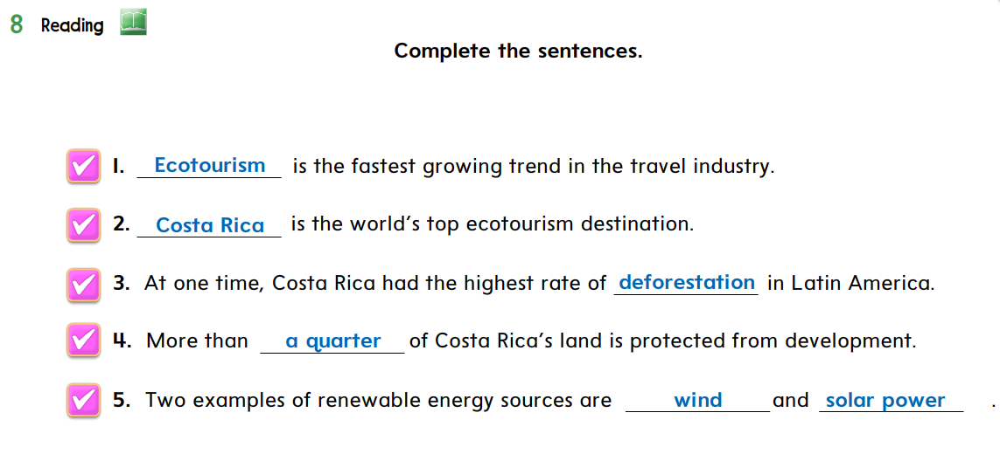 8 Reading
Complete the sentences.
1. Ecotourism is the fastest growing trend in the travel industry.
2. Costa Rica is the world's top ecotourism destination.
3. At one time, Costa Rica had the highest rate of deforestation in Latin America.
4. More than a quarter of Costa Rica's land is protected from development.
5. Two examples of renewable energy sources are wind and solar power .